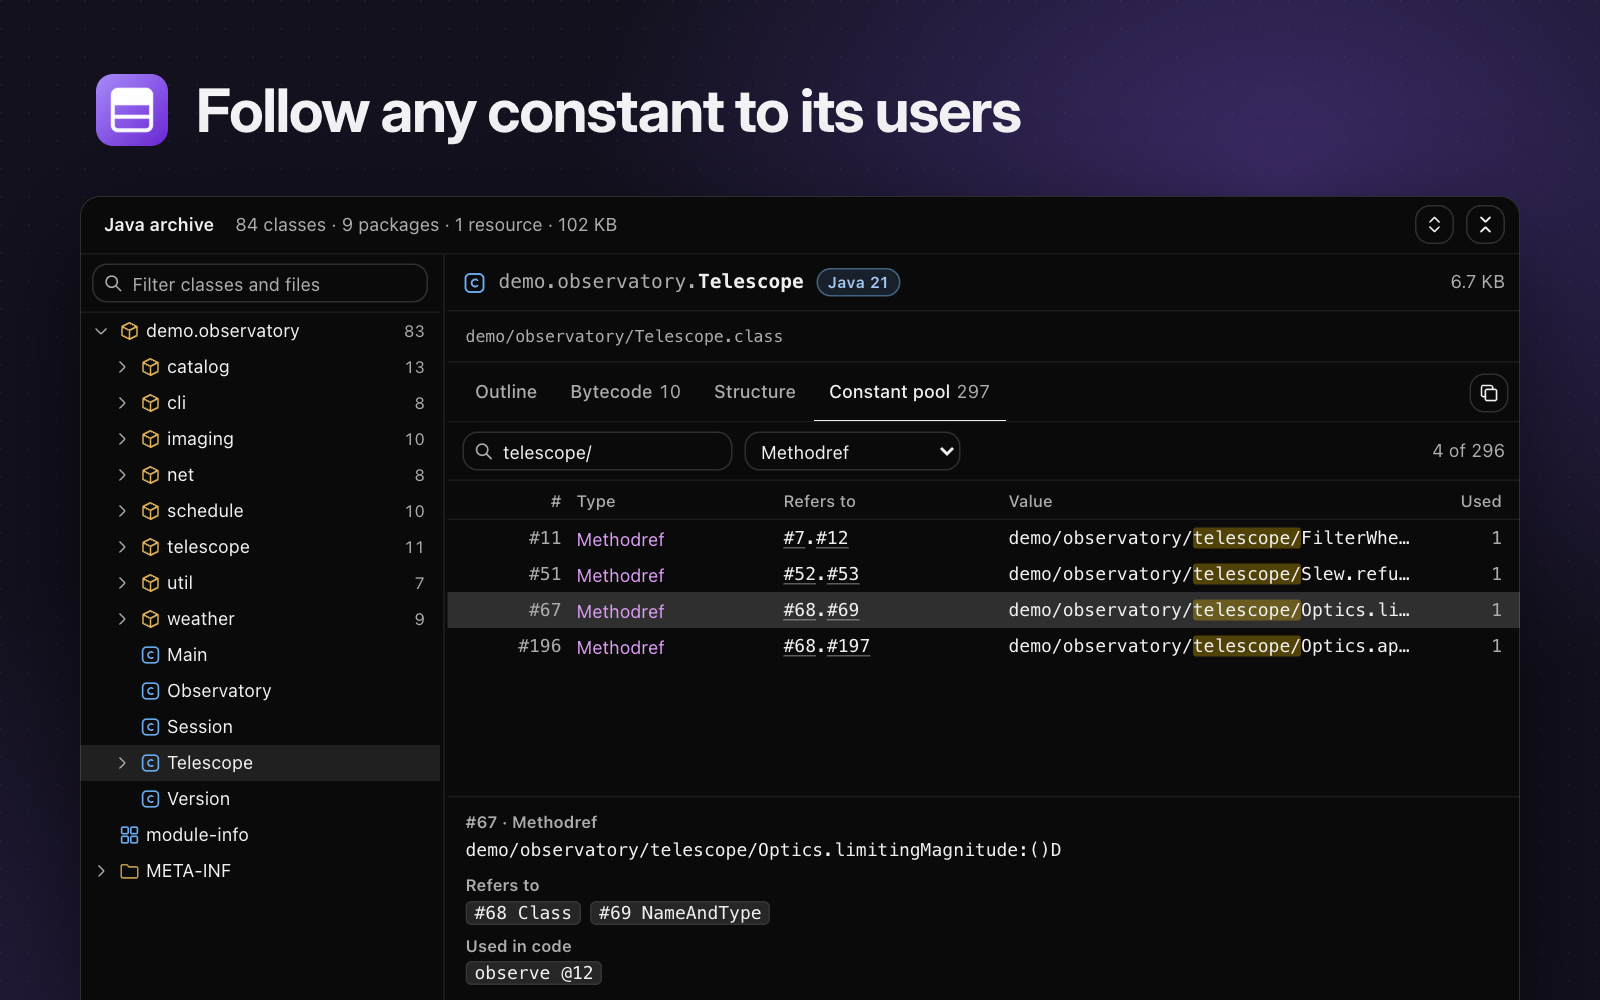 Follow any constant to its users
Java archive 84 classes · 9 packages · 1 resource · 102 KB
Filter classes and files
demo.observatory 83
catalog 13
cli 8
imaging 10
net 8
schedule 10
telescope 11
util 7
weather 9
Main
Observatory
Session
Telescope
Version
module-info
META-INF
demo.observatory.Telescope Java 21 6.7 KB
demo/observatory/Telescope.class
Outline Bytecode 10 Structure Constant pool 297
telescope/ Methodref 4 of 296
# Type Refers to Value Used
#11 Methodref #7.#12 demo/observatory/telescope/FilterWhe… 1
#51 Methodref #52.#53 demo/observatory/telescope/Slew.refu… 1
#67 Methodref #68.#69 demo/observatory/telescope/Optics.li… 1
#196 Methodref #68.#197 demo/observatory/telescope/Optics.ap… 1
#67 · Methodref
demo/observatory/telescope/Optics.limitingMagnitude:()D
Refers to
#68 Class #69 NameAndType
Used in code
observe @12